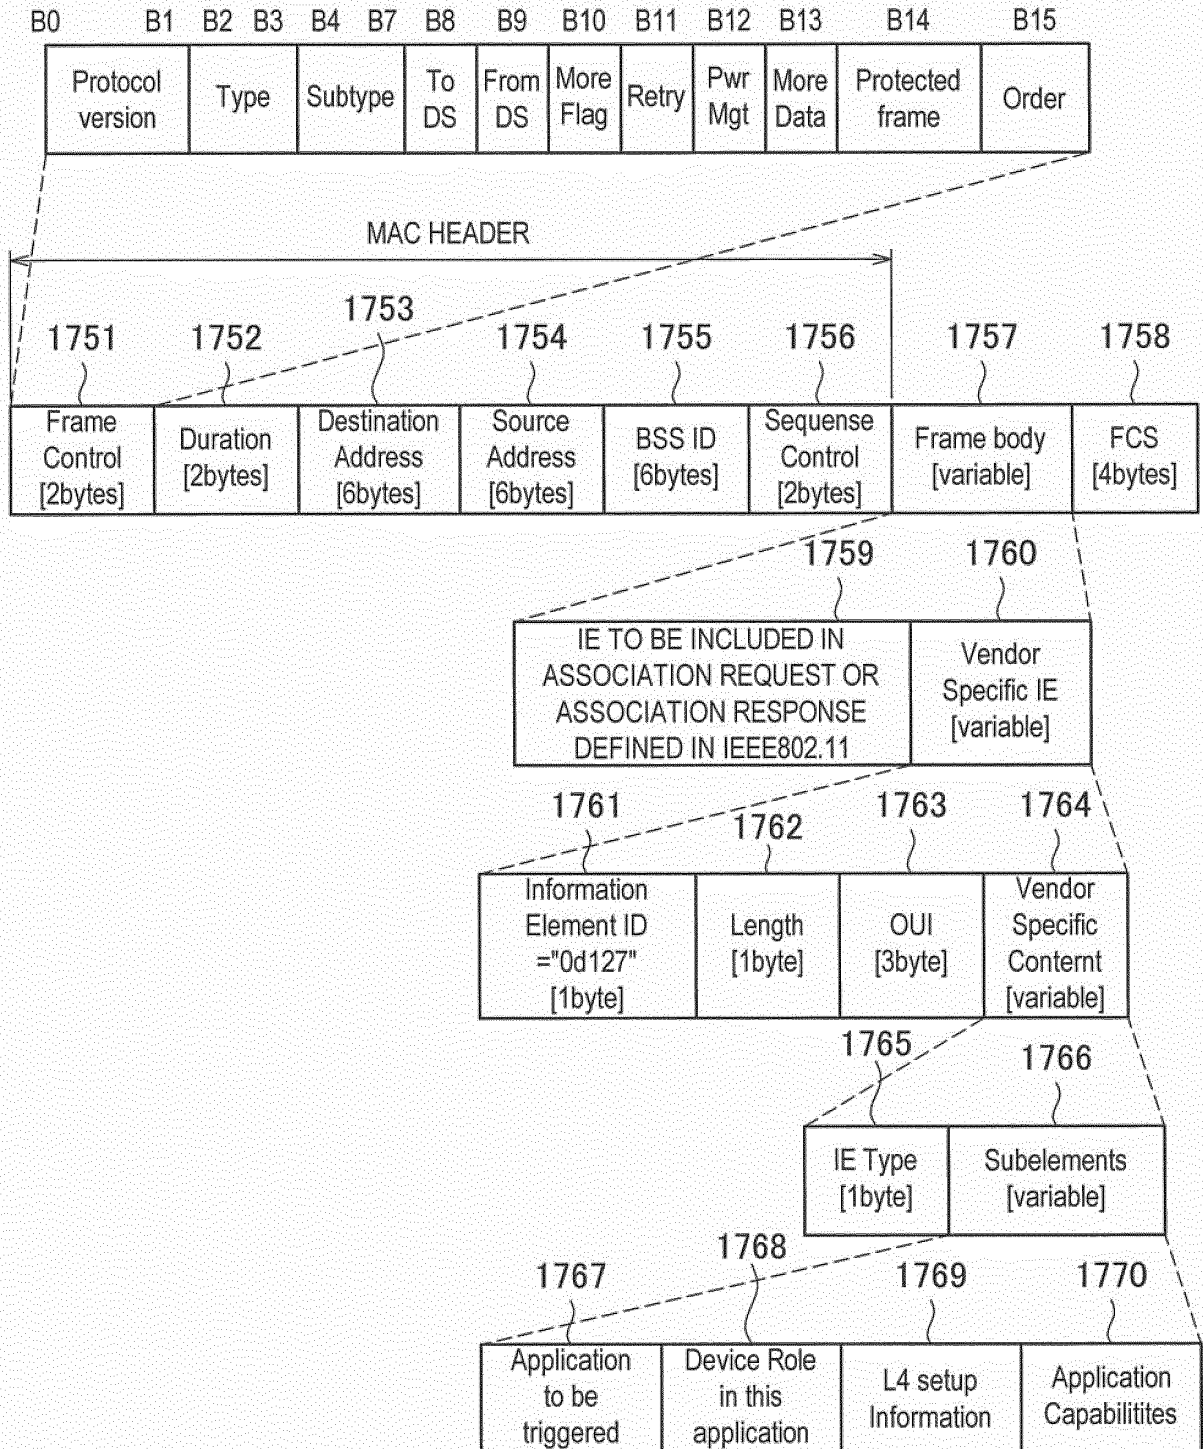 B0 B1 B2 B3 B4 B7 B8 B9 B10 B11 B12 B13 B14 B15
Protocol
version
Type
Subtype
To
DS
From
DS
More
Flag
Retry
Pwr
Mgt
More
Data
Protected
frame
Order
MAC HEADER
1751
1752
1753
1754
1755
1756
1757
1758
Frame
Control
[2bytes]
Duration
[2bytes]
Destination
Address
[6bytes]
Source
Address
[6bytes]
BSS ID
[6bytes]
Sequense
Control
[2bytes]
Frame body
[variable]
FCS
[4bytes]
1759
1760
IE TO BE INCLUDED IN
ASSOCIATION REQUEST OR
ASSOCIATION RESPONSE
DEFINED IN IEEE802.11
Vendor
Specific IE
[variable]
1761
1762
1763
1764
Information
Element ID
="0d127"
[1byte]
Length
[1byte]
OUI
[3byte]
Vendor
Specific
Conternt
[variable]
1765
1766
IE Type
[1byte]
Subelements
[variable]
1767
1768
1769
1770
Application
to be
triggered
Device Role
in this
application
L4 setup
Information
Application
Capabilitites